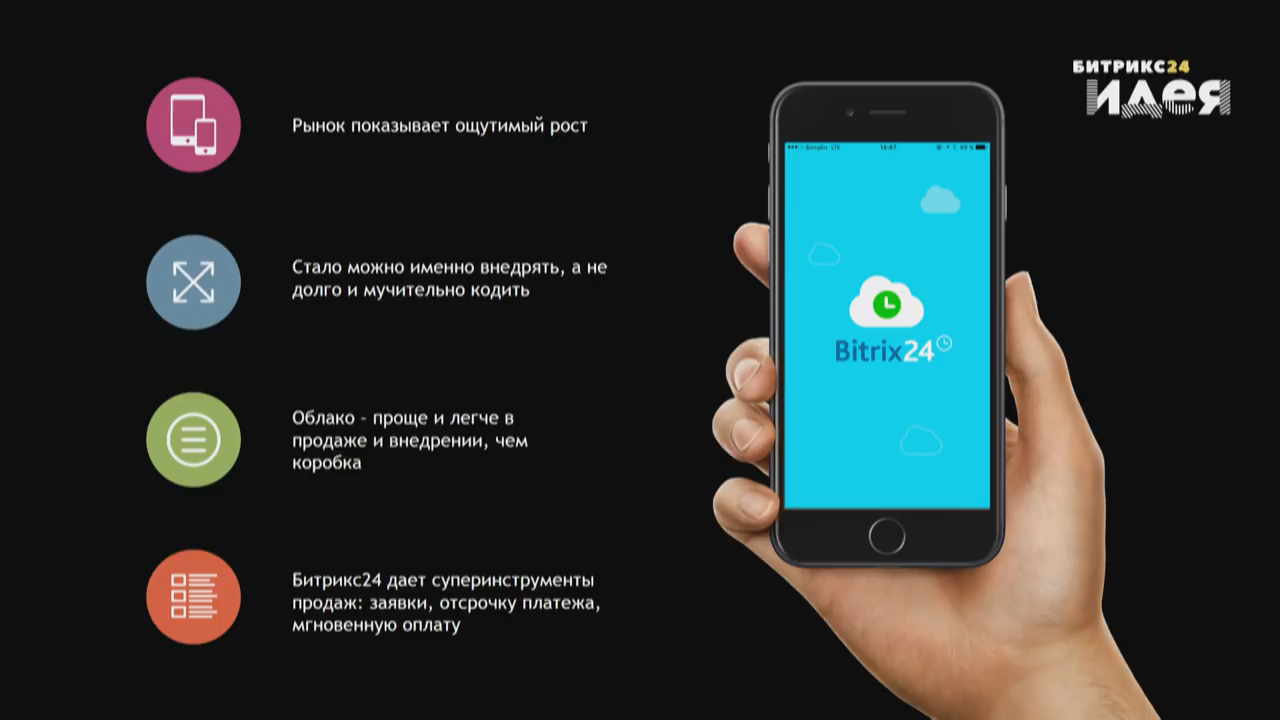 БИТРИКС24
идея
Рынок показывает ощутимый рост
Стало можно именно внедрять, а не
долго и мучительно кодить
Облако - проще и легче в
продаже и внедрении, чем
коробка
Битрикс24 дает суперинструменты
продаж: заявки, отсрочку платежа,
мгновенную оплату
Bitrix24